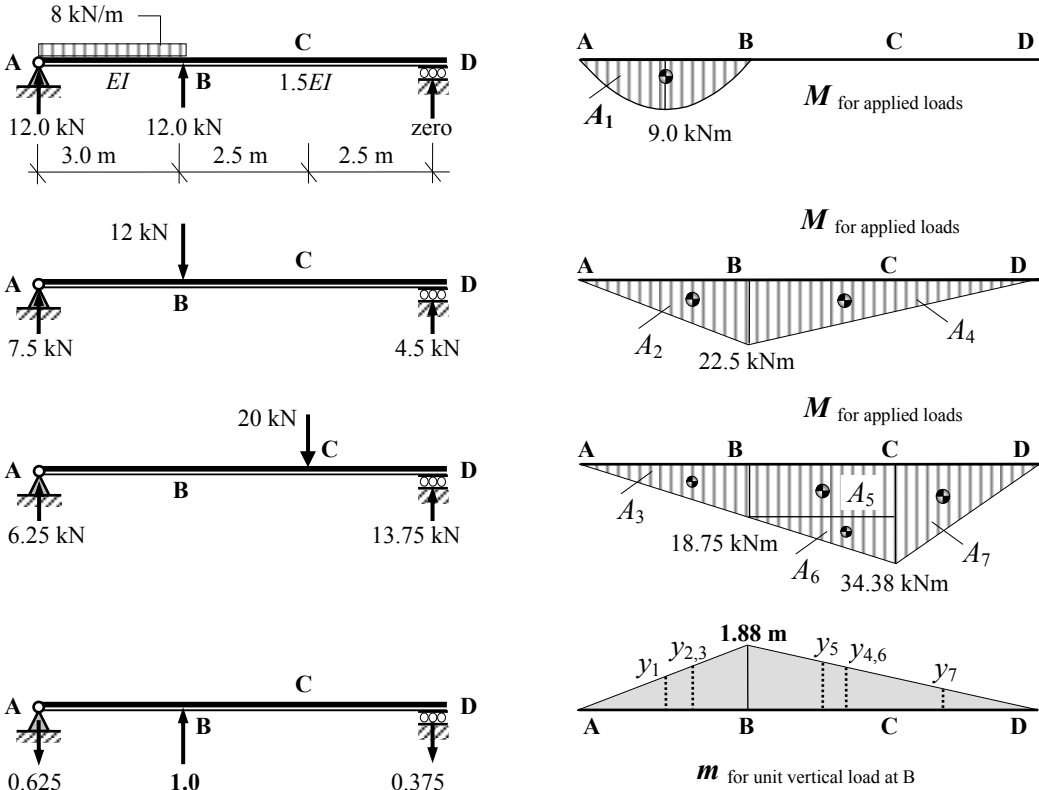 8 kN/m
A
C
D
EI
B
1.5EI
12.0 kN
12.0 kN
zero
3.0 m
2.5 m
2.5 m
A
B
C
D
A₁
9.0 kNm
M for applied loads
12 kN
A
C
D
B
7.5 kN
4.5 kN
M for applied loads
A
B
C
D
A₂
A₄
22.5 kNm
20 kN
A
C
D
B
6.25 kN
13.75 kN
M for applied loads
A
B
C
D
A₃
A₅
18.75 kNm
A₆
A₇
34.38 kNm
A
C
D
B
0.625
1.0
0.375
1.88 m
y₁
y₂,₃
y₅
y₄,₆
y₇
A
B
C
D
m for unit vertical load at B